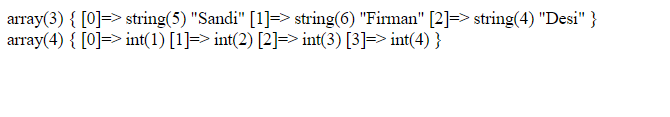 array(3) { [0]=> string(5) "Sandi" [1]=> string(6) "Firman" [2]=> string(4) "Desi" }
array(4) { [0]=> int(1) [1]=> int(2) [2]=> int(3) [3]=> int(4) }